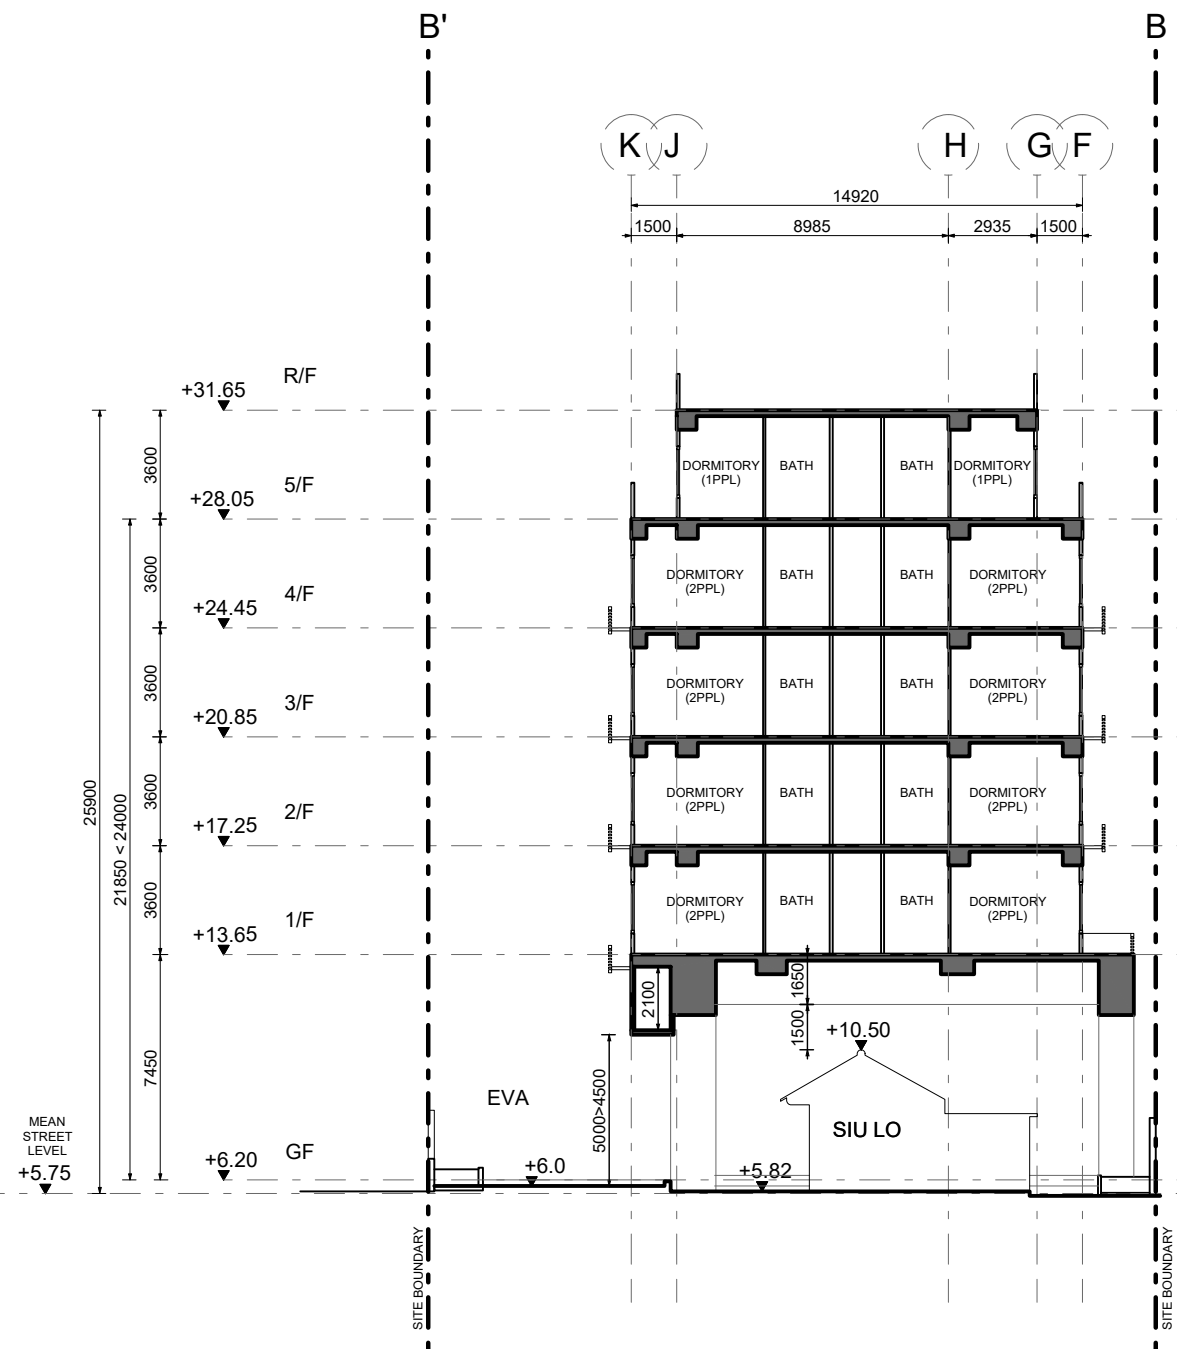 B'
B
K
J
H
G
F
14920
1500
8985
2935
1500
R/F
+31.65
5/F
+28.05
4/F
+24.45
3/F
+20.85
2/F
+17.25
1/F
+13.65
GF
+6.20
MEAN
STREET
LEVEL
+5.75
25900
21850 < 24000
3600
3600
3600
3600
3600
7450
DORMITORY
(1PPL)
BATH
BATH
DORMITORY
(1PPL)
DORMITORY
(2PPL)
BATH
BATH
DORMITORY
(2PPL)
DORMITORY
(2PPL)
BATH
BATH
DORMITORY
(2PPL)
DORMITORY
(2PPL)
BATH
BATH
DORMITORY
(2PPL)
DORMITORY
(2PPL)
BATH
BATH
DORMITORY
(2PPL)
2100
1650
1500
+10.50
5000>4500
EVA
SIU LO
+6.0
+5.82
SITE BOUNDARY
SITE BOUNDARY